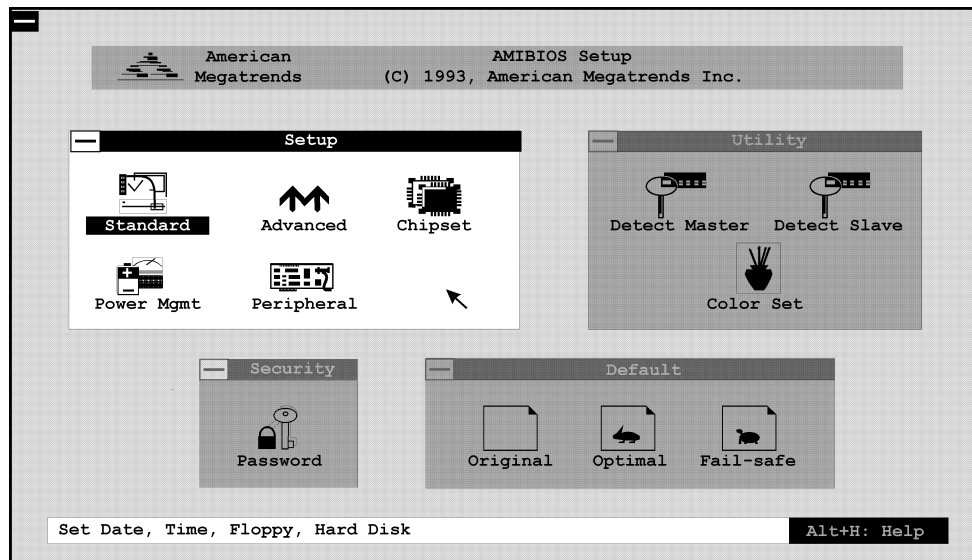 American Megatrends
AMIBIOS Setup
(C) 1993, American Megatrends Inc.
Setup
Standard
Advanced
Chipset
Power Mgmt
Peripheral
Utility
Detect Master
Detect Slave
Color Set
Security
Password
Default
Original
Optimal
Fail-safe
Set Date, Time, Floppy, Hard Disk
Alt+H: Help